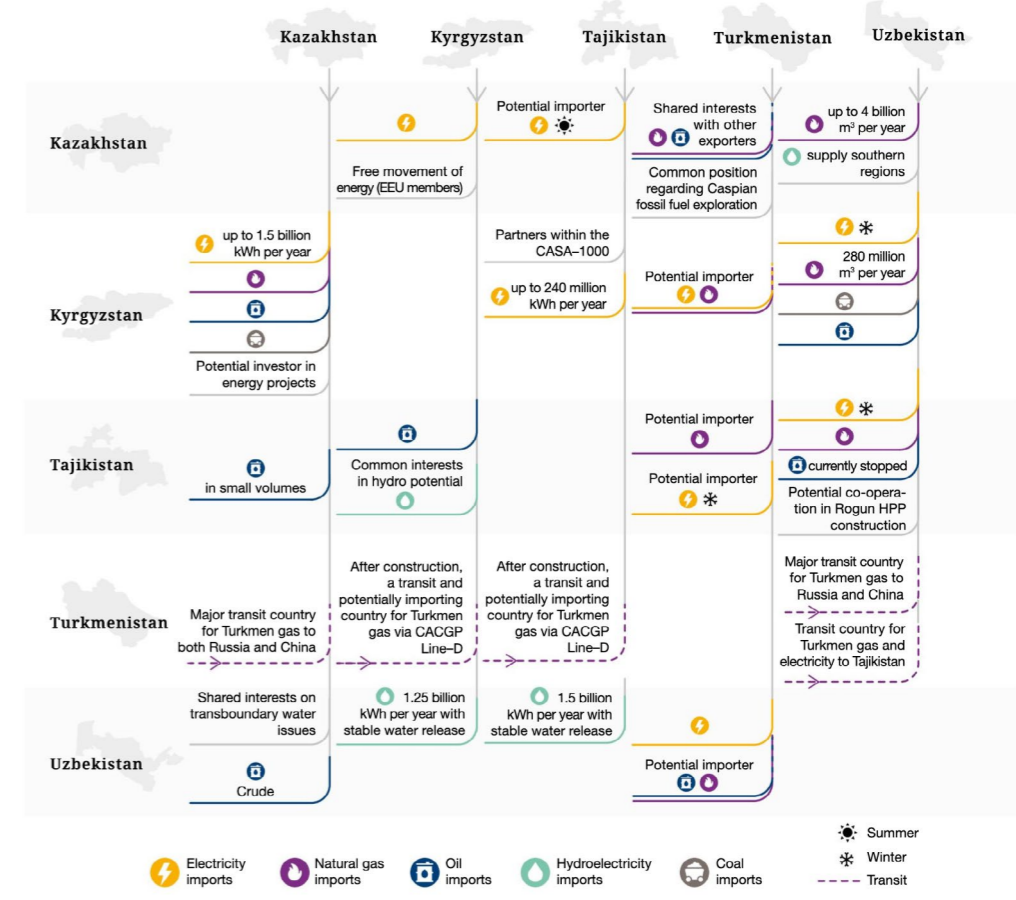 Kazakhstan
Kyrgyzstan
Tajikistan
Turkmenistan
Uzbekistan
Kazakhstan
Free movement of
energy (EEU members)
Potential importer
Shared interests
with other
exporters
Common position
regarding Caspian
fossil fuel exploration
up to 4 billion
m³ per year
supply southern
regions
Kyrgyzstan
up to 1.5 billion
kWh per year
Potential investor in
energy projects
Partners within the
CASA–1000
up to 240 million
kWh per year
Potential importer
280 million
m³ per year
Tajikistan
in small volumes
Common interests
in hydro potential
Potential importer
Potential importer
currently stopped
Potential co-opera-
tion in Rogun HPP
construction
Turkmenistan
Major transit country
for Turkmen gas to
both Russia and China
After construction,
a transit and
potentially importing
country for Turkmen
gas via CACGP
Line–D
After construction,
a transit and
potentially importing
country for Turkmen
gas via CACGP
Line–D
Major transit country
for Turkmen gas to
Russia and China
Transit country for
Turkmen gas and
electricity to Tajikistan
Uzbekistan
Shared interests on
transboundary water
issues
Crude
1.25 billion
kWh per year with
stable water release
1.5 billion
kWh per year with
stable water release
Potential importer
Electricity
imports
Natural gas
imports
Oil
imports
Hydroelectricity
imports
Coal
imports
Summer
Winter
Transit